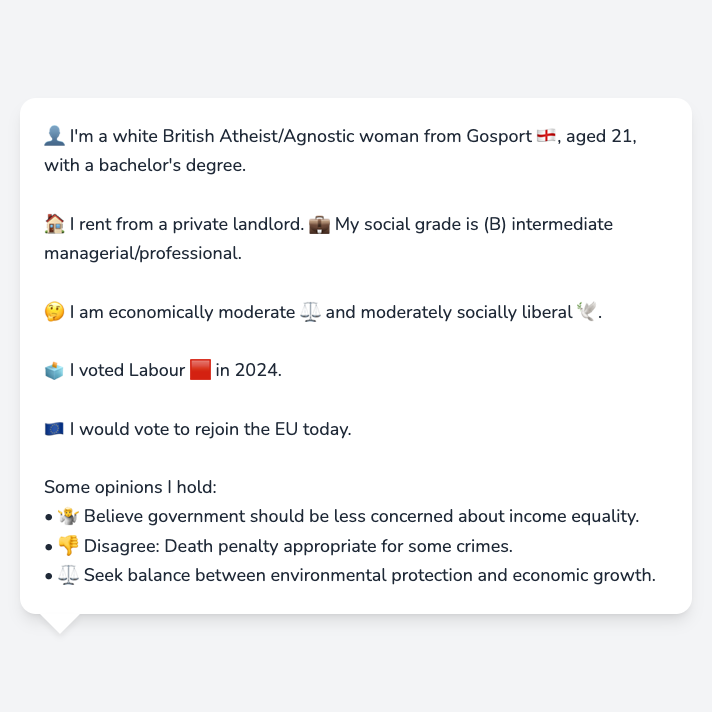 👤 I'm a white British Atheist/Agnostic woman from Gosport 🏴󠁧󠁢󠁥󠁮󠁧󠁿, aged 21,
with a bachelor's degree.
🏠 I rent from a private landlord. 💼 My social grade is (B) intermediate
managerial/professional.
🤔 I am economically moderate ⚖️ and moderately socially liberal 🕊️.
🗳️ I voted Labour 🟥 in 2024.
🇪🇺 I would vote to rejoin the EU today.
Some opinions I hold:
• 🤷 Believe government should be less concerned about income equality.
• 👎 Disagree: Death penalty appropriate for some crimes.
• ⚖️ Seek balance between environmental protection and economic growth.